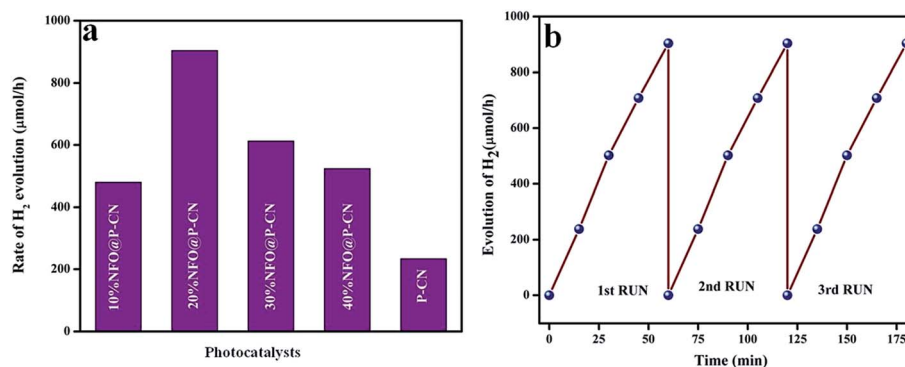 a
Rate of H2 evolution (μmol/h)
1000
800
600
400
200
0
10%NFO@P-CN
20%NFO@P-CN
30%NFO@P-CN
40%NFO@P-CN
P-CN
Photocatalysts
b
Evolution of H2(μmol/h)
1000
800
600
400
200
0
1st RUN
2nd RUN
3rd RUN
0 25 50 75 100 125 150 175
Time (min)